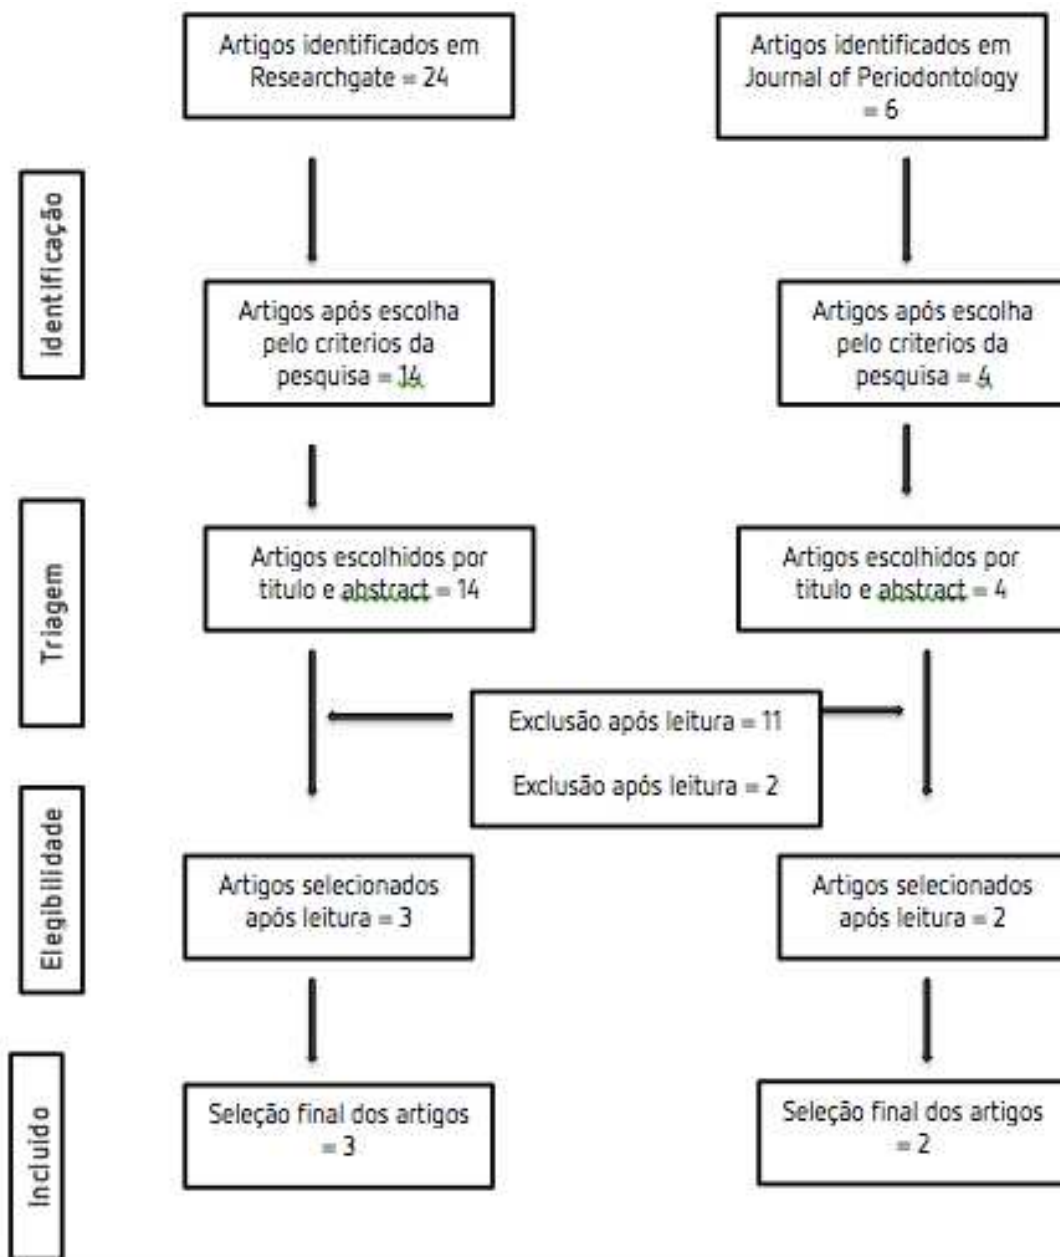 Artigos identificados em
Researchgate = 24
Artigos identificados em
Journal of Periodontology
= 6
identificação
Artigos após escolha
pelo criterios da
pesquisa = 14
Artigos após escolha
pelo criterios da
pesquisa = 4
Triagem
Artigos escolhidos por
titulo e abstract = 14
Artigos escolhidos por
titulo e abstract = 4
Exclusão após leitura = 11
Exclusão após leitura = 2
Elegibilidade
Artigos selecionados
após leitura = 3
Artigos selecionados
após leitura = 2
Incluido
Seleção final dos artigos
= 3
Seleção final dos artigos
= 2